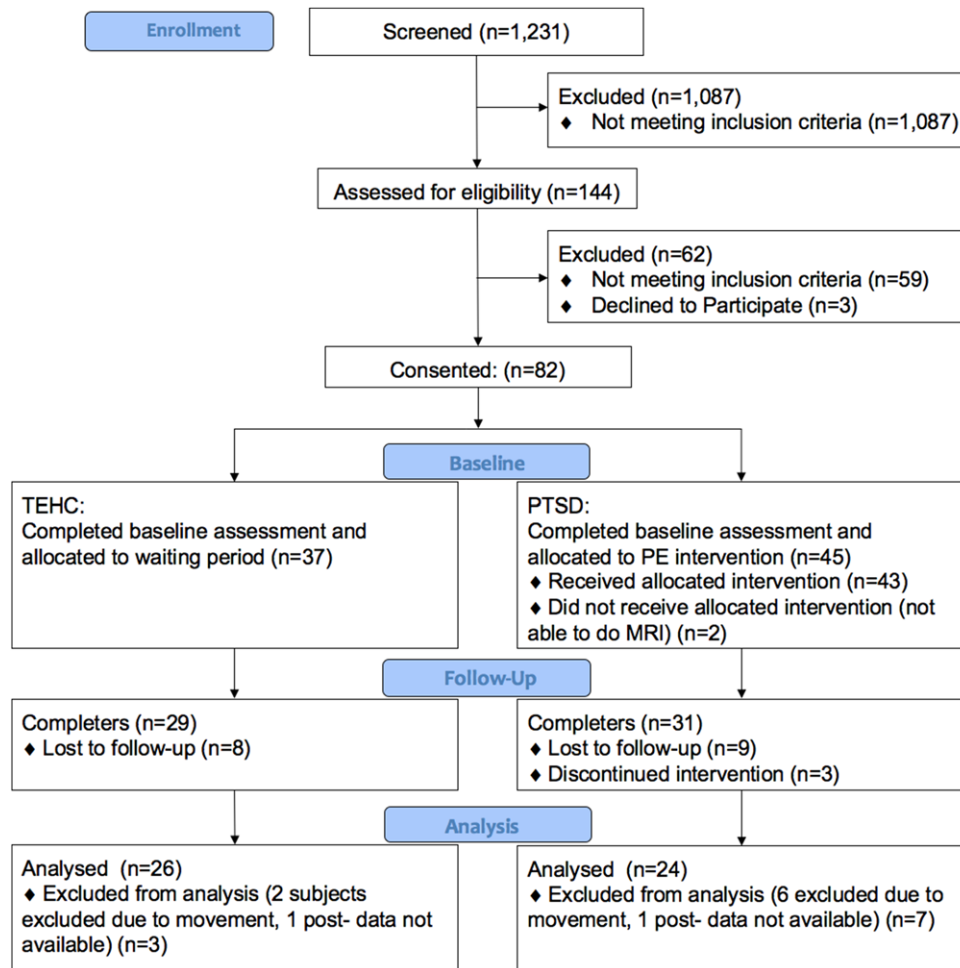 Enrollment
Screened (n=1,231)
Excluded (n=1,087)
♦ Not meeting inclusion criteria (n=1,087)
Assessed for eligibility (n=144)
Excluded (n=62)
♦ Not meeting inclusion criteria (n=59)
♦ Declined to Participate (n=3)
Consented: (n=82)
Baseline
TEHC:
Completed baseline assessment and
allocated to waiting period (n=37)
PTSD:
Completed baseline assessment and
allocated to PE intervention (n=45)
♦ Received allocated intervention (n=43)
♦ Did not receive allocated intervention (not
able to do MRI) (n=2)
Follow-Up
Completers (n=29)
♦ Lost to follow-up (n=8)
Completers (n=31)
♦ Lost to follow-up (n=9)
♦ Discontinued intervention (n=3)
Analysis
Analysed (n=26)
♦ Excluded from analysis (2 subjects
excluded due to movement, 1 post- data not
available) (n=3)
Analysed (n=24)
♦ Excluded from analysis (6 excluded due to
movement, 1 post- data not available) (n=7)